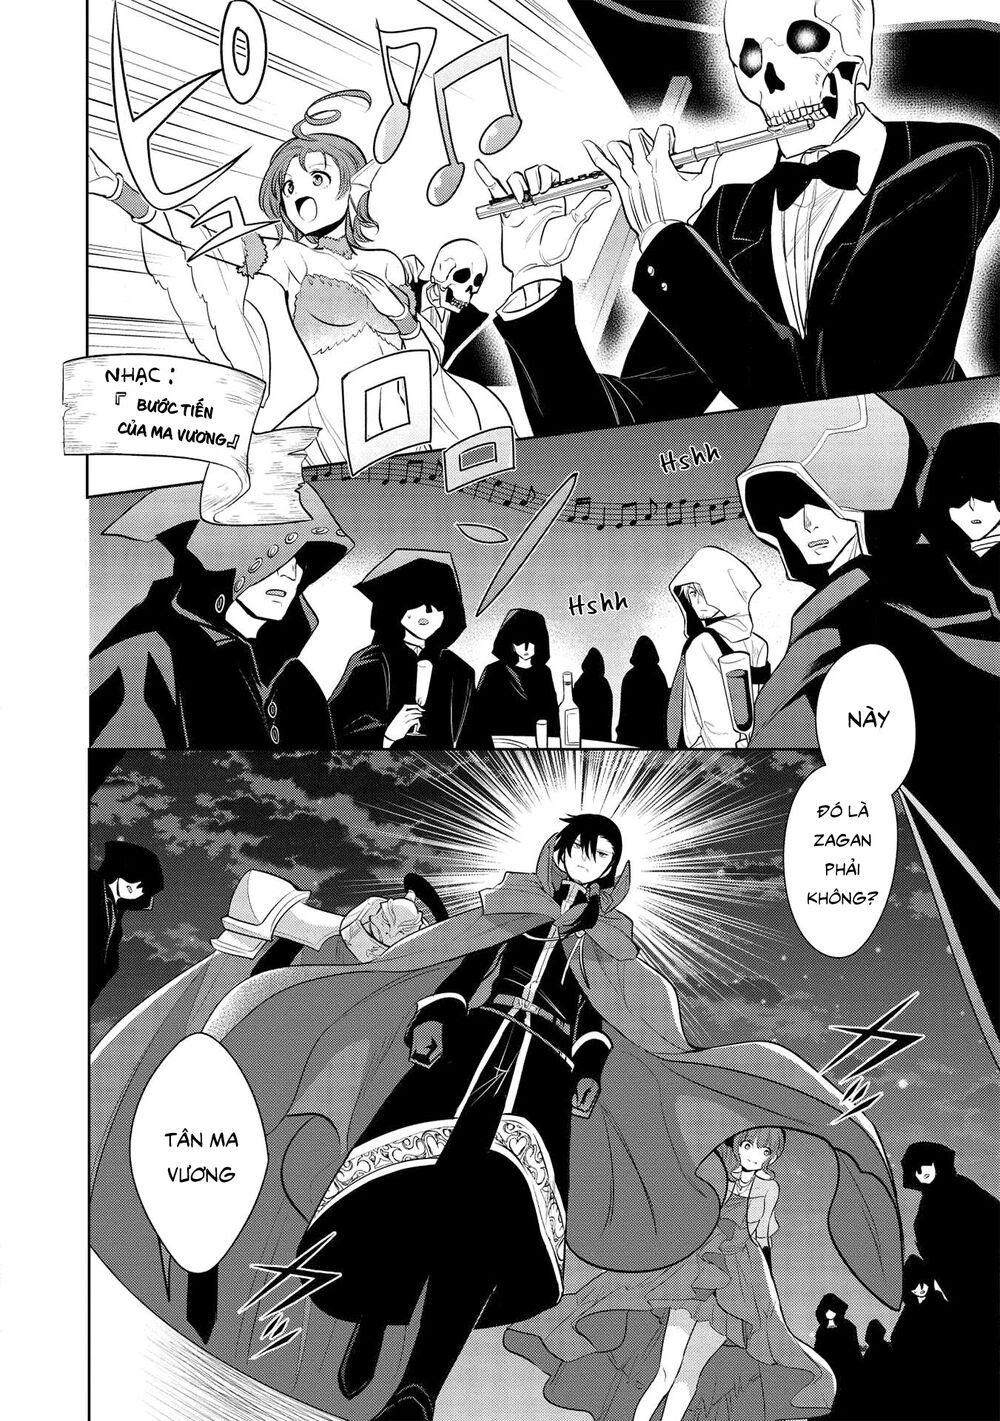 NHẠC:
『 BƯỚC TIẾN
CỦA MA VƯƠNG』
Hshh
Hshh
NÀY
ĐÓ LÀ
ZAGAN
PHẢI
KHÔNG?
TÂN MA
VƯƠNG